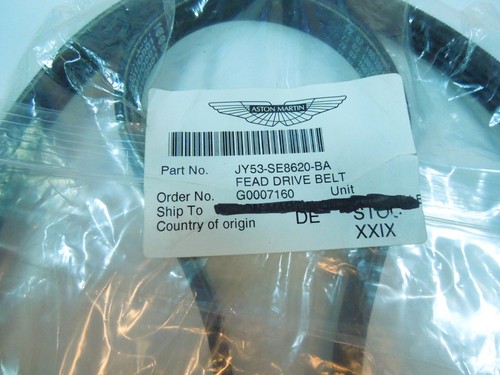 ASTON MARTIN
Part No. JY53-SE8620-BA
FEAD DRIVE BELT
Order No. G0007160 Unit
Ship To
Country of origin DE
XXIX